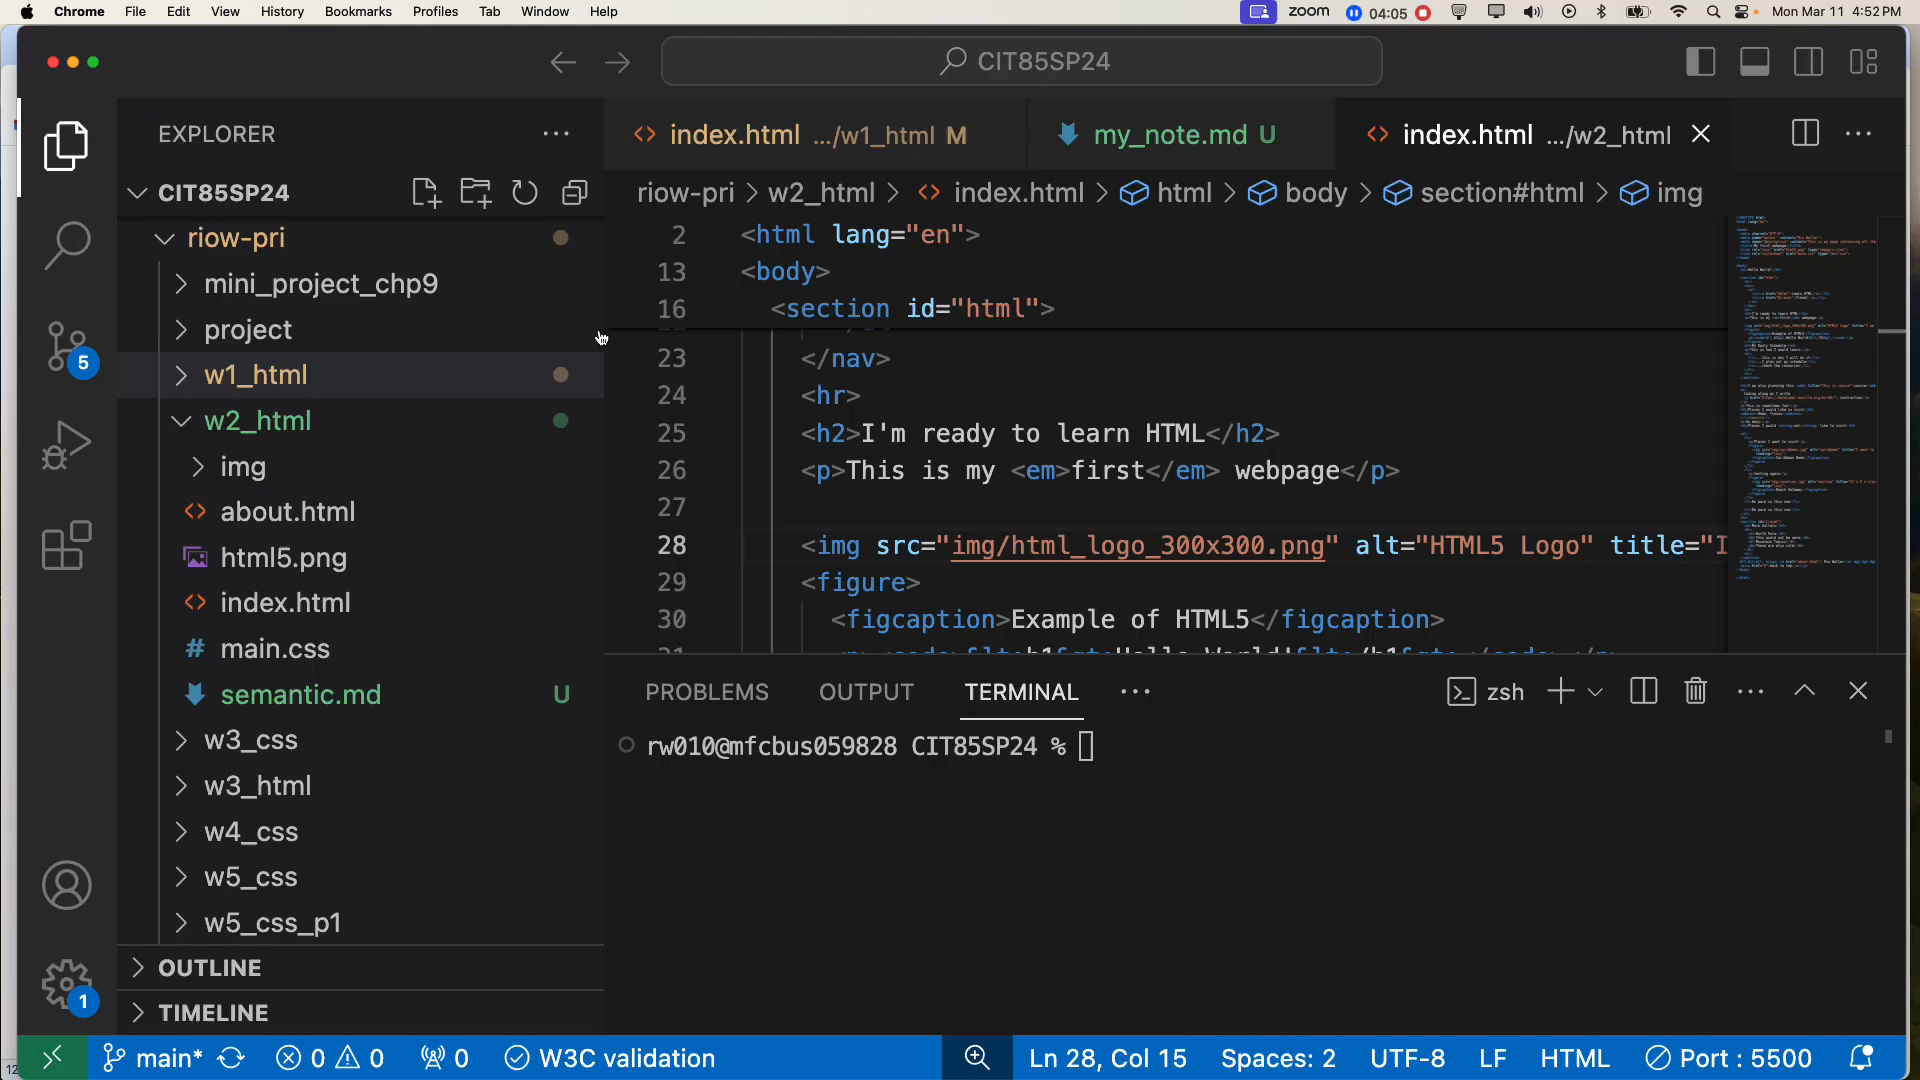 Chrome File Edit View History Bookmarks Profiles Tab Window Help zoom 04:05 Mon Mar 11 4:52 PM
CIT85SP24
EXPLORER
CIT85SP24
riow-pri
mini_project_chp9
project
w1_html
w2_html
img
about.html
html5.png
index.html
main.css
semantic.md U
w3_css
w3_html
w4_css
w5_css
w5_css_p1
OUTLINE
TIMELINE
5
1
index.html .../w1_html M
my_note.md U
index.html .../w2_html
riow-pri > w2_html > index.html > html > body > section#html > img
2 <html lang="en">
13 <body>
16 <section id="html">
23 </nav>
24 <hr>
25 <h2>I'm ready to learn HTML</h2>
26 <p>This is my <em>first</em> webpage</p>
27
28 <img src="img/html_logo_300x300.png" alt="HTML5 Logo" title="I
29 <figure>
30 <figcaption>Example of HTML5</figcaption>
PROBLEMS OUTPUT TERMINAL zsh
rw010@mfcbus059828 CIT85SP24 %
main* 0 0 0 W3C validation Ln 28, Col 15 Spaces: 2 UTF-8 LF HTML Port : 5500